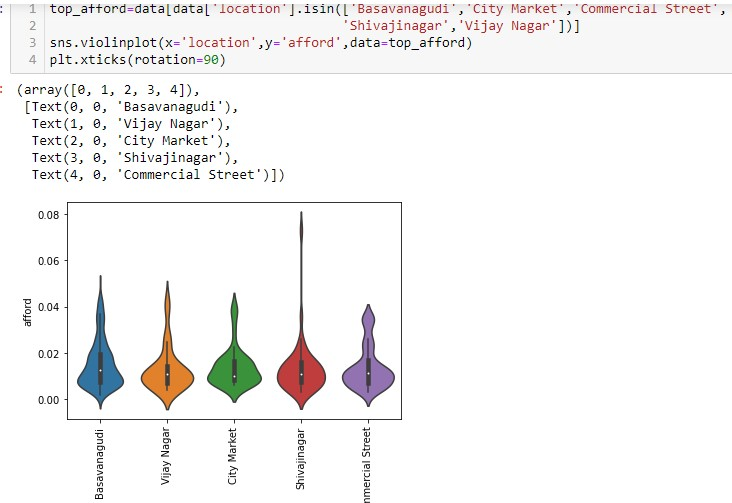 1 top_afford=data[data['location'].isin(['Basavanagudi','City Market','Commercial Street',
2 'Shivajinagar','Vijay Nagar'])]
3 sns.violinplot(x='location',y='afford',data=top_afford)
4 plt.xticks(rotation=90)
(array([0, 1, 2, 3, 4]),
[Text(0, 0, 'Basavanagudi'),
Text(1, 0, 'Vijay Nagar'),
Text(2, 0, 'City Market'),
Text(3, 0, 'Shivajinagar'),
Text(4, 0, 'Commercial Street')])
0.08
0.06
0.04
0.02
0.00
afford
Basavanagudi
Vijay Nagar
City Market
Shivajinagar
mmercial Street